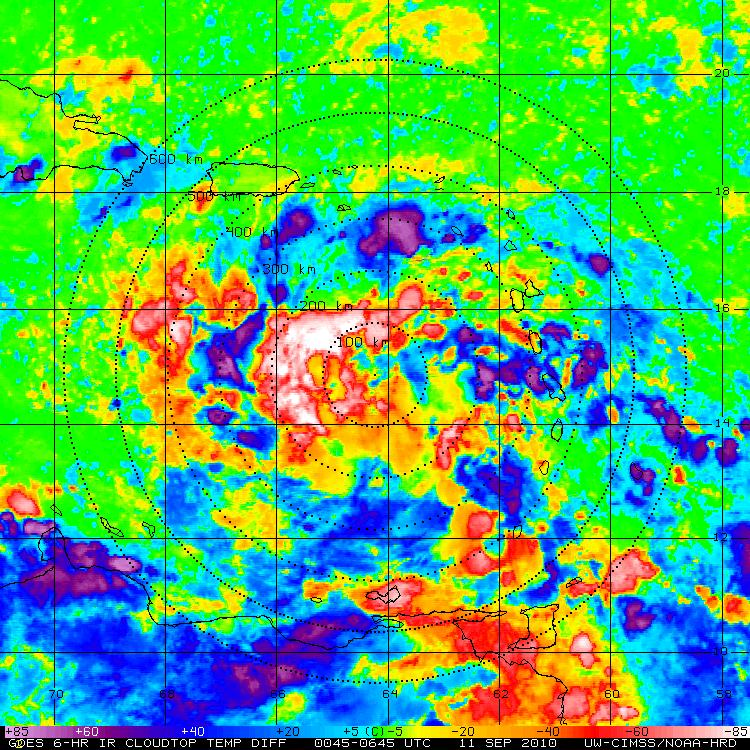 20
600 km
500 km
18
400 km
300 km
200 km
16
100 km
14
12
10
70 68 66 64 62 60 58
+85 +60 +40 +20 +5 (C) -5 -20 -40 -60 -85
GOES 6-HR IR CLOUDTOP TEMP DIFF 0045-0645 UTC 11 SEP 2010 UW-CIMSS/NOAA-HRD